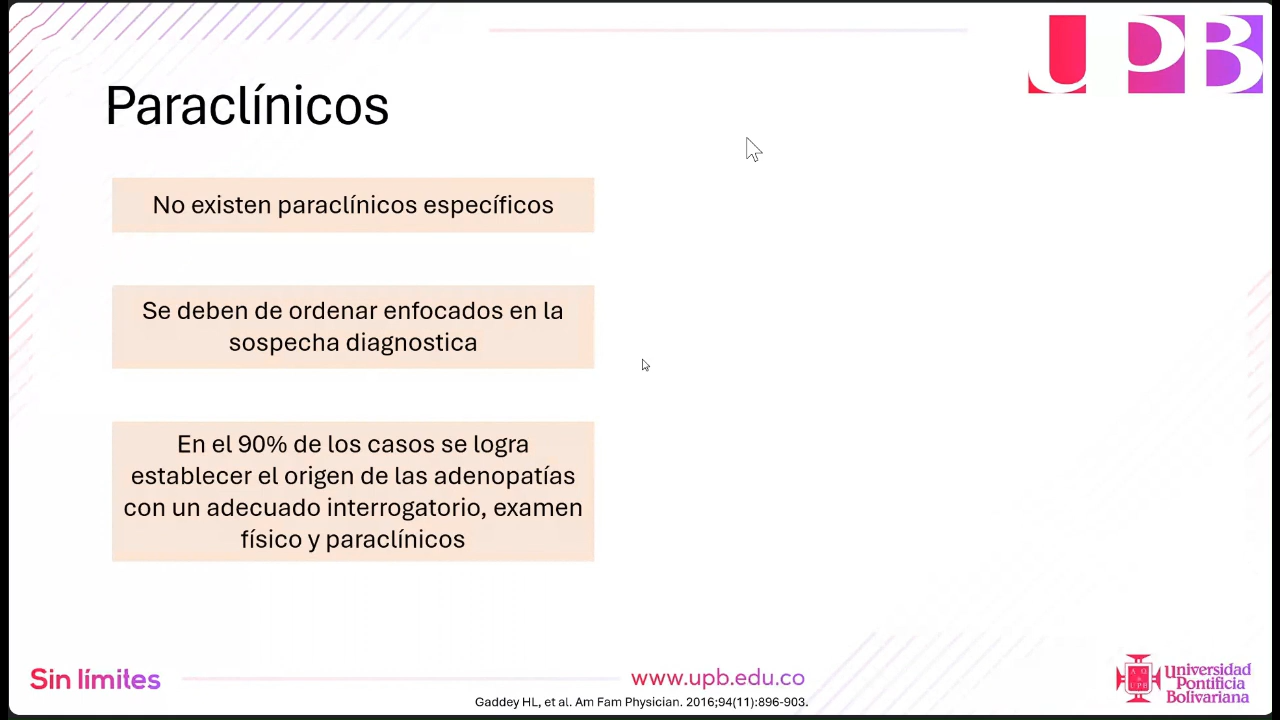 UPB
Paraclínicos
No existen paraclínicos específicos
Se deben de ordenar enfocados en la
sospecha diagnostica
En el 90% de los casos se logra
establecer el origen de las adenopatías
con un adecuado interrogatorio, examen
físico y paraclínicos
Sin límites
www.upb.edu.co
Universidad
Pontificia
Bolivariana
Gaddey HL, et al. Am Fam Physician. 2016;94(11):896-903.